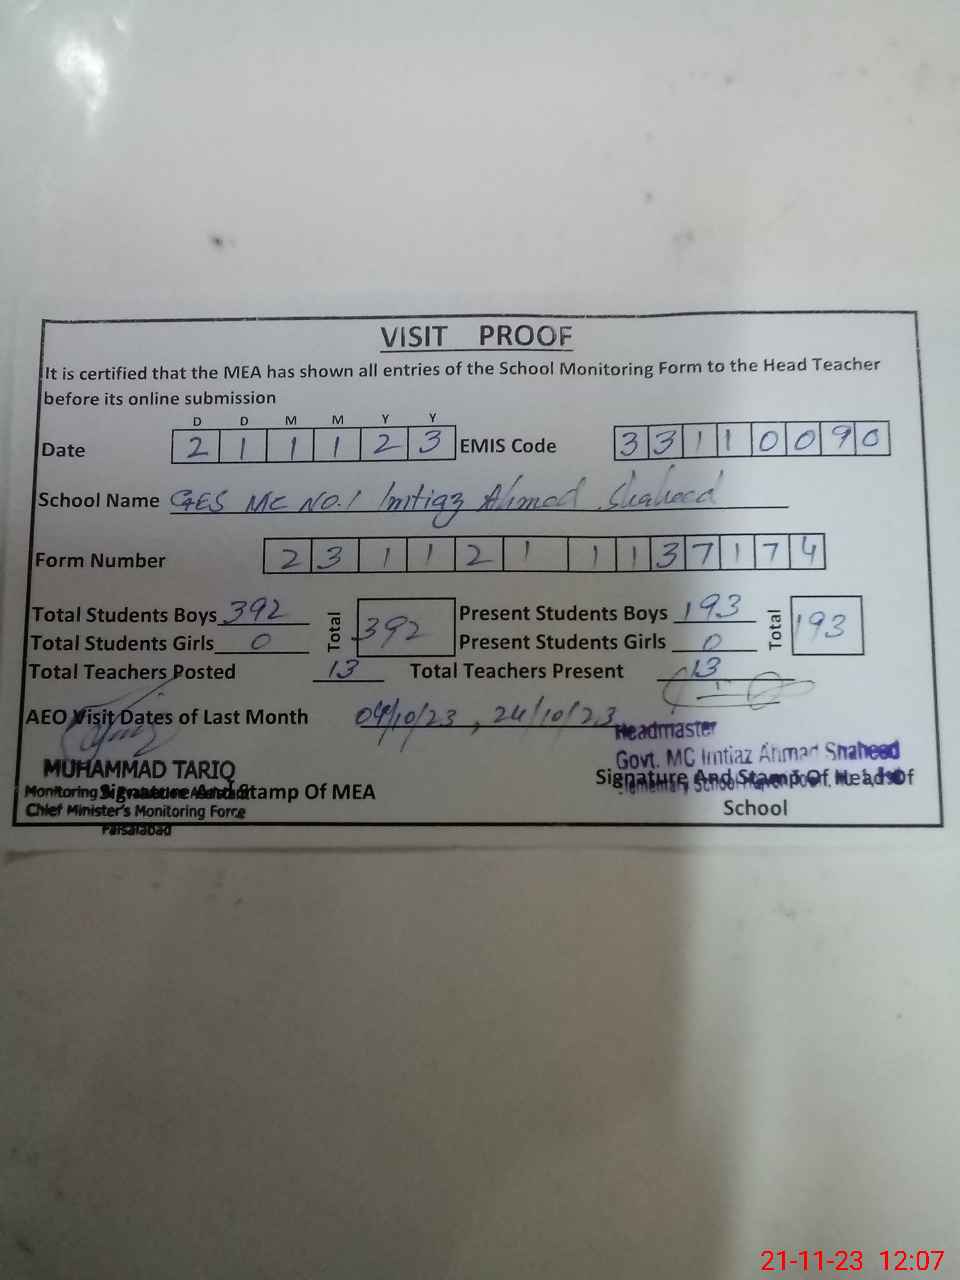 VISIT PROOF
It is certified that the MEA has shown all entries of the School Monitoring Form to the Head Teacher
before its online submission
D D M M Y Y
Date 2 1 1 1 2 3 EMIS Code 3 3 1 1 0 0 9 0
School Name GES MC NO.1 Imtiaz Ahmad Shaheed
Form Number 2 3 1 1 2 1 1 1 3 7 1 7 4
Total Students Boys 392 Total 392 Present Students Boys 193 Total 193
Total Students Girls 0 Present Students Girls 0
Total Teachers Posted 13 Total Teachers Present 13
AEO Visit Dates of Last Month 04/10/23, 24/10/23
Headmaster
Govt. MC Imtiaz Ahmad Shaheed
Elementary School
MUHAMMAD TARIQ
Monitoring
Signature And Stamp Of MEA Signature And Stamp Of Head Of
Chief Minister's Monitoring Force School
Faisalabad
21-11-23 12:07